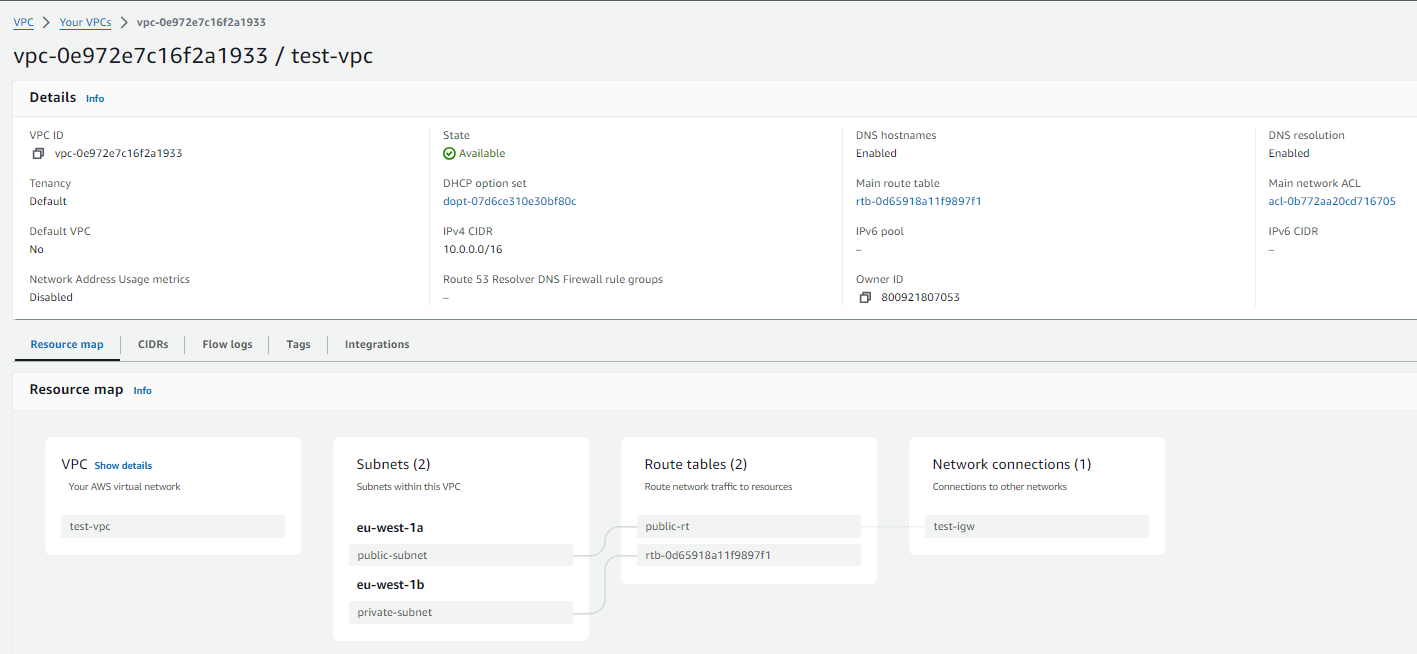 VPC > Your VPCs > vpc-0e972e7c16f2a1933
vpc-0e972e7c16f2a1933 / test-vpc
Details Info
VPC ID
vpc-0e972e7c16f2a1933
State
Available
DNS hostnames
Enabled
DNS resolution
Enabled
Tenancy
Default
DHCP option set
dopt-07d6ce310e30bf80c
Main route table
rtb-0d65918a11f9897f1
Main network ACL
acl-0b772aa20cd716705
Default VPC
No
IPv4 CIDR
10.0.0.0/16
IPv6 pool
–
IPv6 CIDR
–
Network Address Usage metrics
Disabled
Route 53 Resolver DNS Firewall rule groups
–
Owner ID
800921807053
Resource map CIDRs Flow logs Tags Integrations
Resource map Info
VPC Show details
Your AWS virtual network
test-vpc
Subnets (2)
Subnets within this VPC
eu-west-1a
public-subnet
eu-west-1b
private-subnet
Route tables (2)
Route network traffic to resources
public-rt
rtb-0d65918a11f9897f1
Network connections (1)
Connections to other networks
test-igw